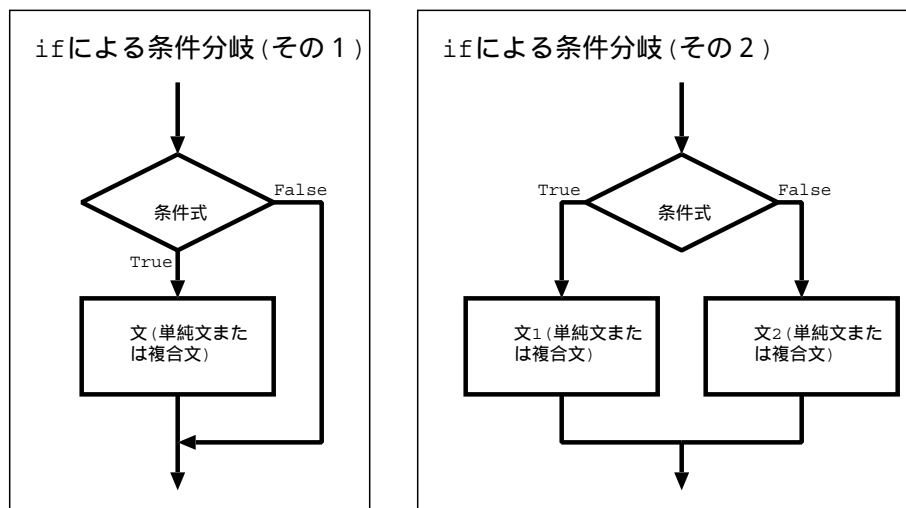 ifによる条件分岐(その1)
False
条件式
True
文(単純文また
は複合文)
ifによる条件分岐(その2)
True
False
条件式
文1(単純文また
は複合文)
文2(単純文また
は複合文)